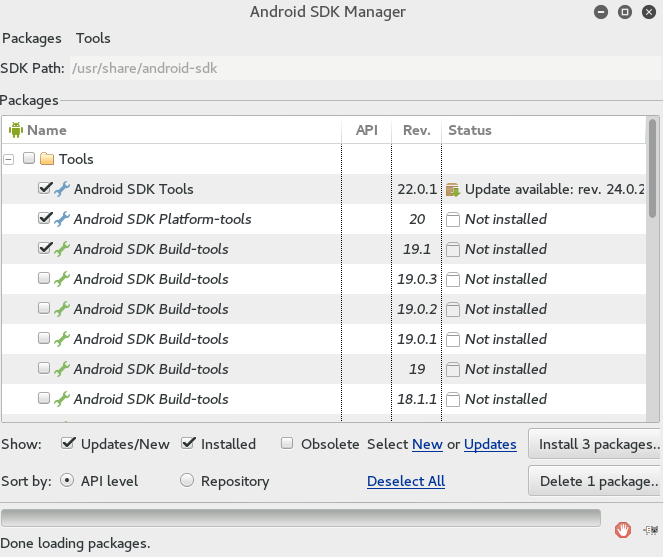 Android SDK Manager
Packages Tools
SDK Path: /usr/share/android-sdk
Packages
Name API Rev. Status
Tools
Android SDK Tools 22.0.1 Update available: rev. 24.0.2
Android SDK Platform-tools 20 Not installed
Android SDK Build-tools 19.1 Not installed
Android SDK Build-tools 19.0.3 Not installed
Android SDK Build-tools 19.0.2 Not installed
Android SDK Build-tools 19.0.1 Not installed
Android SDK Build-tools 19 Not installed
Android SDK Build-tools 18.1.1 Not installed
Show: Updates/New Installed Obsolete Select New or Updates Install 3 packages..
Sort by: API level Repository Deselect All Delete 1 package..
Done loading packages.